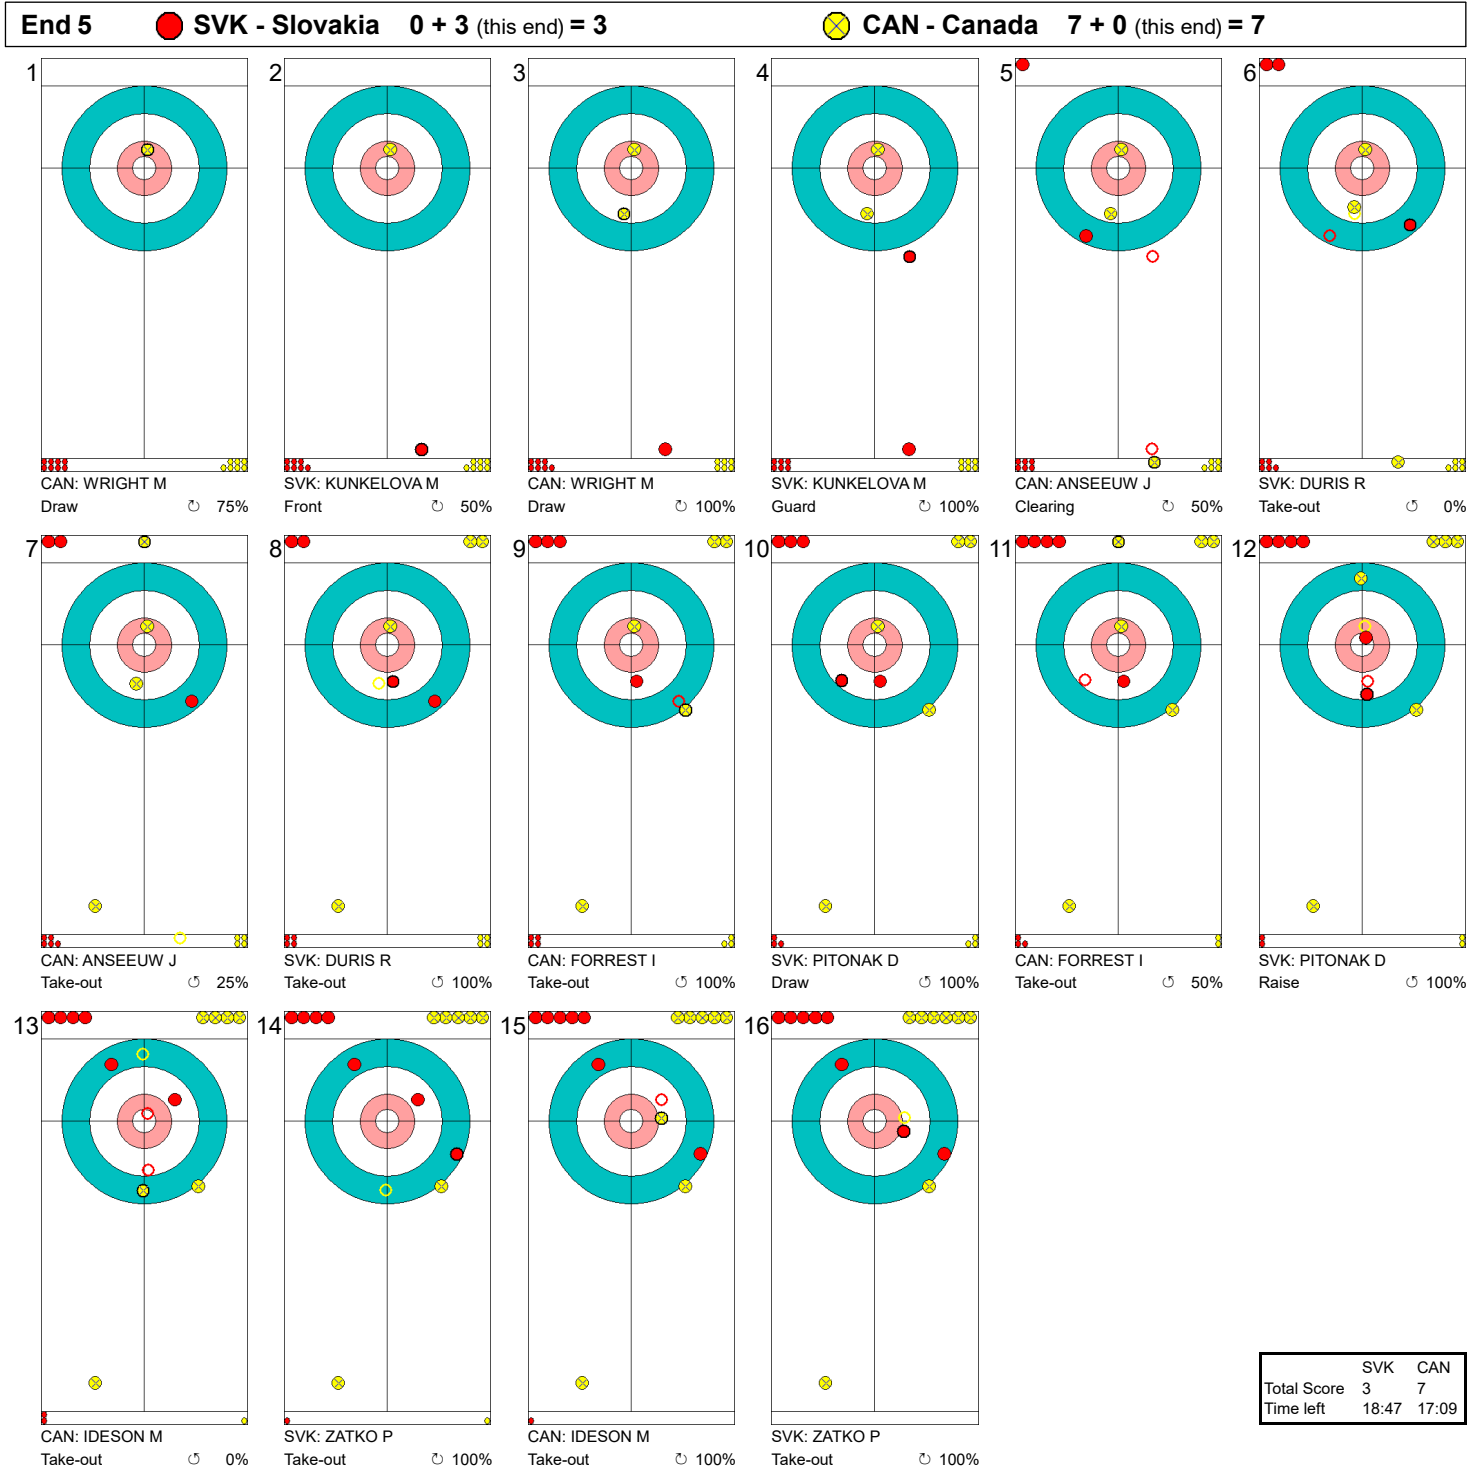 End 5 SVK - Slovakia 0 + 3 (this end) = 3 CAN - Canada 7 + 0 (this end) = 7
1 2 3 4 5 6
CAN: WRIGHT M SVK: KUNKELOVA M CAN: WRIGHT M SVK: KUNKELOVA M CAN: ANSEEUW J SVK: DURIS R
Draw ↻ 75% Front ↻ 50% Draw ↻ 100% Guard ↻ 100% Clearing ↻ 50% Take-out ↻ 0%
7 8 9 10 11 12
CAN: ANSEEUW J SVK: DURIS R CAN: FORREST I SVK: PITONAK D CAN: FORREST I SVK: PITONAK D
Take-out ↺ 25% Take-out ↺ 100% Take-out ↺ 100% Draw ↺ 100% Take-out ↺ 50% Raise ↺ 100%
13 14 15 16
CAN: IDESON M SVK: ZATKO P CAN: IDESON M SVK: ZATKO P
Take-out ↺ 0% Take-out ↻ 100% Take-out ↻ 100% Take-out ↻ 100%
SVK CAN
Total Score 3 7
Time left 18:47 17:09